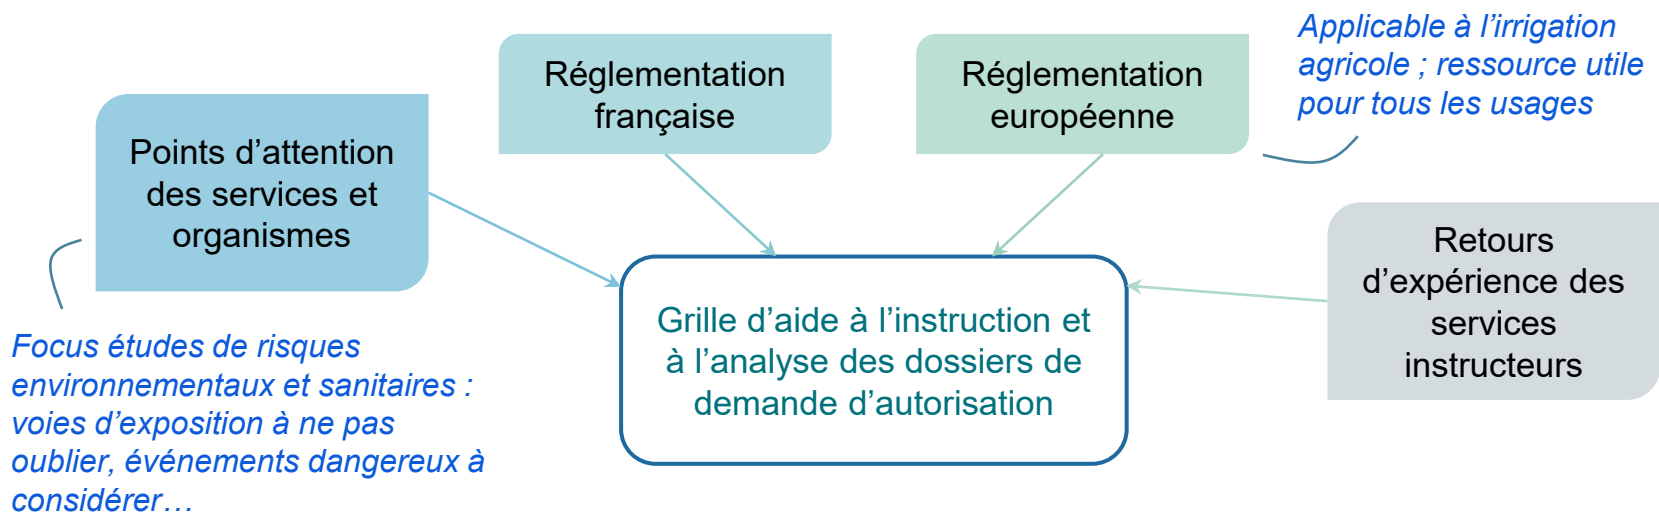 Applicable à l’irrigation
agricole ; ressource utile
pour tous les usages
Réglementation
française
Réglementation
européenne
Points d’attention
des services et
organismes
Retours
d’expérience des
services
instructeurs
Grille d’aide à l’instruction et
à l’analyse des dossiers de
demande d’autorisation
Focus études de risques
environnementaux et sanitaires :
voies d’exposition à ne pas
oublier, événements dangereux à
considérer…